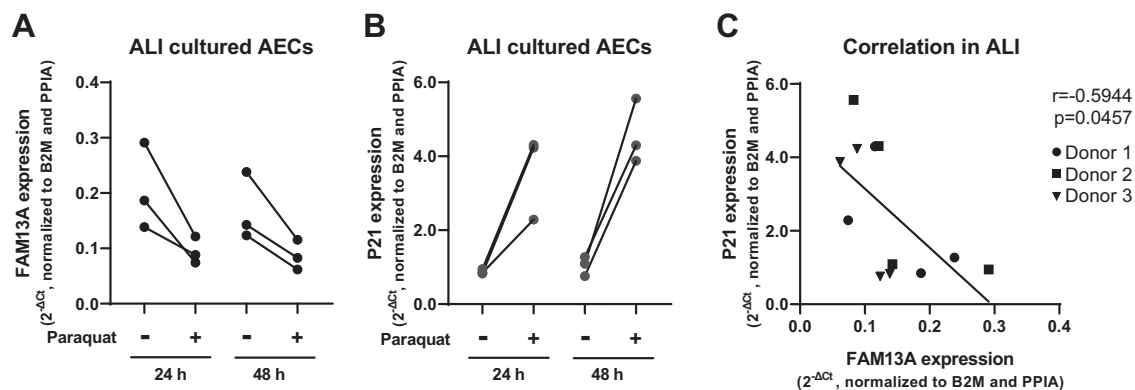 A
ALI cultured AECs
FAM13A expression
(2-ΔCt, normalized to B2M and PPIA)
0.4
0.3
0.2
0.1
0.0
Paraquat - + - +
24 h 48 h
B
ALI cultured AECs
P21 expression
(2-ΔCt, normalized to B2M and PPIA)
6.0
4.0
2.0
0.0
Paraquat - + - +
24 h 48 h
C
Correlation in ALI
P21 expression
(2-ΔCt, normalized to B2M and PPIA)
6.0
4.0
2.0
0.0
0.0 0.1 0.2 0.3 0.4
FAM13A expression
(2-ΔCt, normalized to B2M and PPIA)
r=-0.5944
p=0.0457
Donor 1
Donor 2
Donor 3